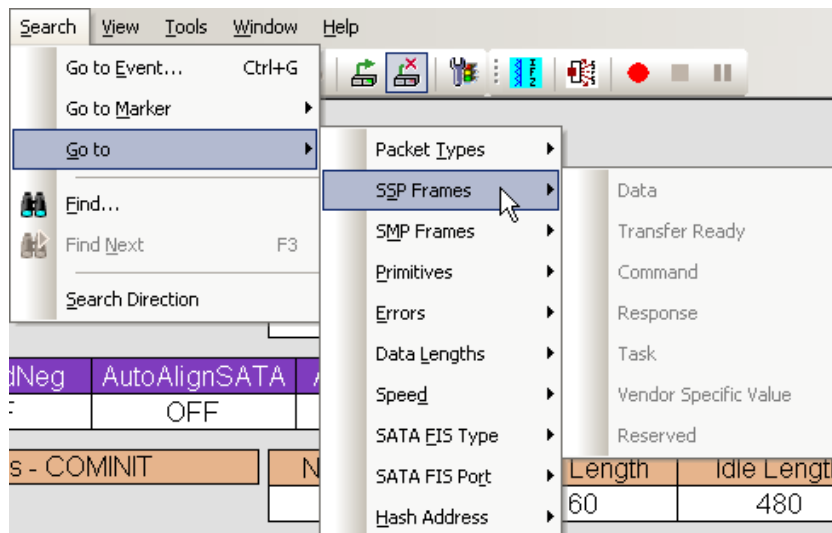 Search View Tools Window Help
Go to Event... Ctrl+G
Go to Marker
Go to
Find...
Find Next F3
Search Direction
Packet Types
SSP Frames
SMP Frames
Primitives
Errors
Data Lengths
Speed
SATA FIS Type
SATA FIS Port
Hash Address
Data
Transfer Ready
Command
Response
Task
Vendor Specific Value
Reserved
dNeg AutoAlignSATA
OFF
s - COMINIT
Length Idle Length
60 480